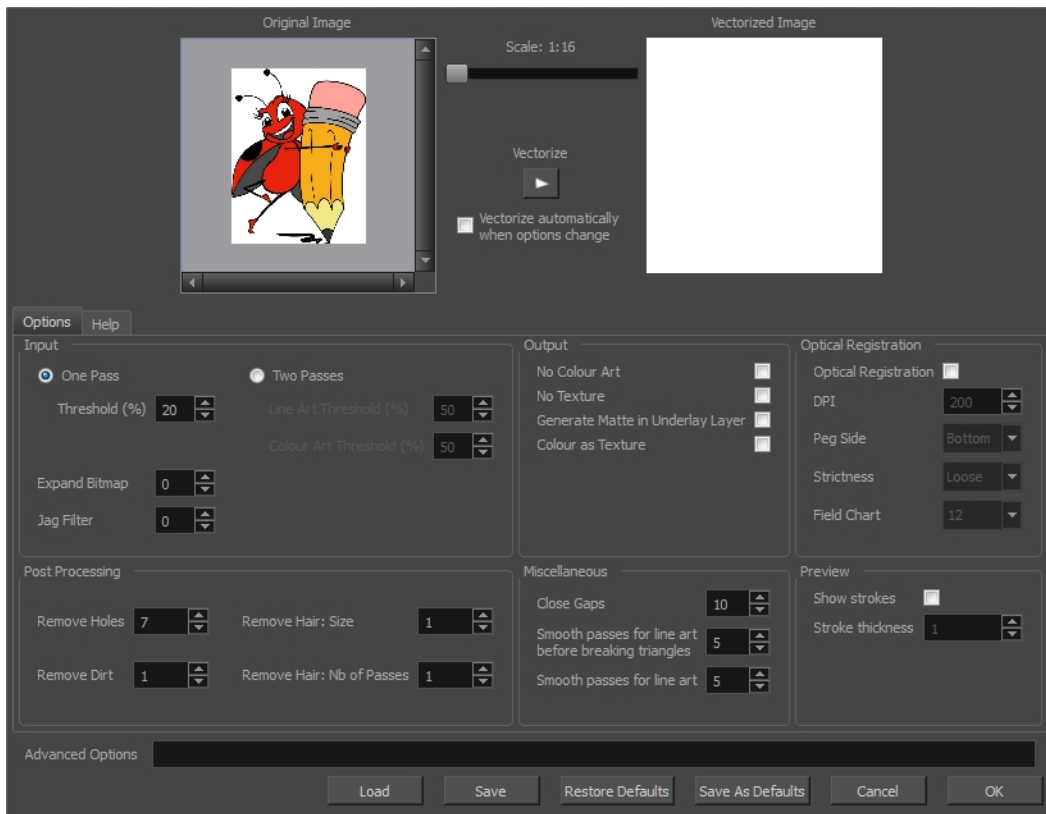 Original Image
Vectorized Image
Scale: 1:16
Vectorize
Vectorize automatically
when options change
Options
Help
Input
One Pass
Two Passes
Threshold (%) 20
Line Art Threshold (%) 50
Colour Art Threshold (%) 50
Expand Bitmap 0
Jag Filter 0
Output
No Colour Art
No Texture
Generate Matte in Underlay Layer
Colour as Texture
Optical Registration
Optical Registration
DPI 200
Peg Side Bottom
Strictness Loose
Field Chart 12
Post Processing
Remove Holes 7
Remove Hair: Size 1
Remove Dirt 1
Remove Hair: Nb of Passes 1
Miscellaneous
Close Gaps 10
Smooth passes for line art
before breaking triangles 5
Smooth passes for line art 5
Preview
Show strokes
Stroke thickness 1
Advanced Options
Load
Save
Restore Defaults
Save As Defaults
Cancel
OK